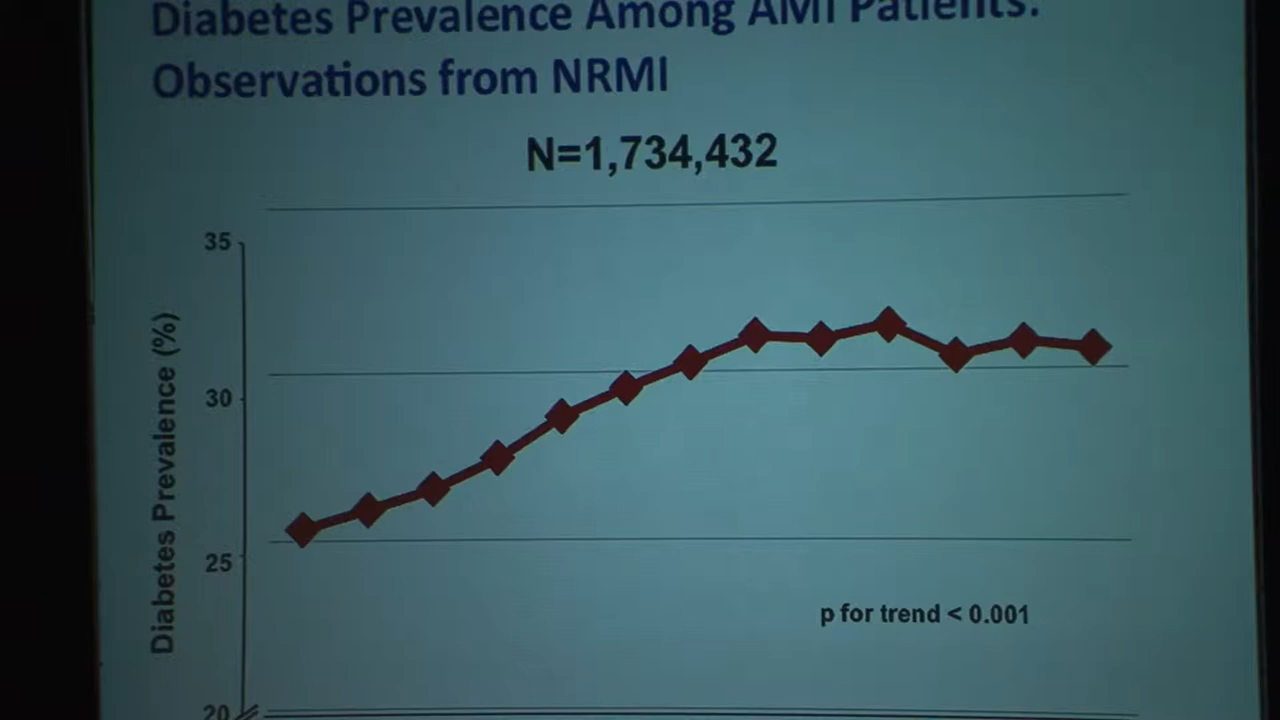 Diabetes Prevalence Among AMI Patients:
Observations from NRMI
N=1,734,432
35
30
25
20
Diabetes Prevalence (%)
p for trend < 0.001